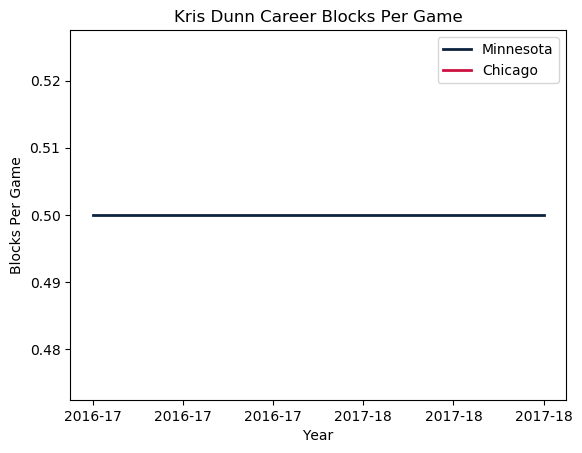 Kris Dunn Career Blocks Per Game
Minnesota
Chicago
0.52
0.51
0.50
0.49
0.48
Blocks Per Game
2016-17 2016-17 2016-17 2017-18 2017-18 2017-18
Year